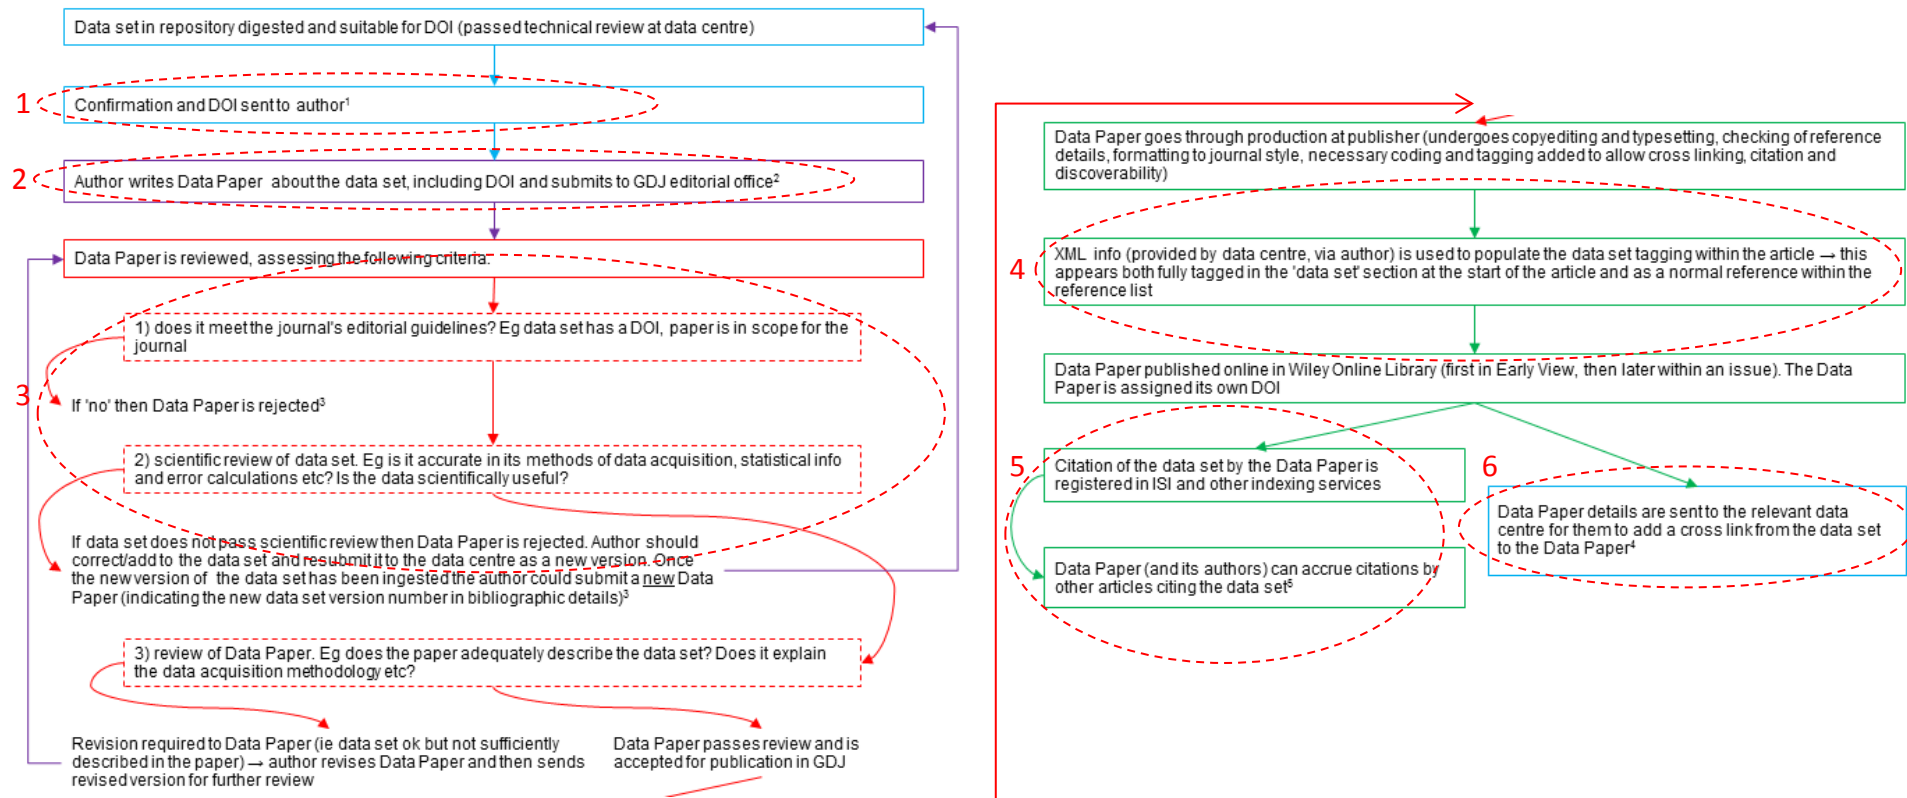 Data set in repository digested and suitable for DOI (passed technical review at data centre)
1
Confirmation and DOI sent to author¹
2
Author writes Data Paper about the data set, including DOI and submits to GDJ editorial office²
Data Paper is reviewed, assessing the following criteria:
3
1) does it meet the journal's editorial guidelines? Eg data set has a DOI, paper is in scope for the
journal
If 'no' then Data Paper is rejected³
2) scientific review of data set. Eg is it accurate in its methods of data acquisition, statistical info
and error calculations etc? Is the data scientifically useful?
If data set does not pass scientific review then Data Paper is rejected. Author should
correct/add to the data set and resubmit it to the data centre as a new version. Once
the new version of the data set has been ingested the author could submit a new Data
Paper (indicating the new data set version number in bibliographic details)³
3) review of Data Paper. Eg does the paper adequately describe the data set? Does it explain
the data acquisition methodology etc?
Revision required to Data Paper (ie data set ok but not sufficiently
described in the paper) → author revises Data Paper and then sends
revised version for further review
Data Paper passes review and is
accepted for publication in GDJ
Data Paper goes through production at publisher (undergoes copyediting and typesetting, checking of reference
details, formatting to journal style, necessary coding and tagging added to allow cross linking, citation and
discoverability)
4
XML info (provided by data centre, via author) is used to populate the data set tagging within the article → this
appears both fully tagged in the 'data set' section at the start of the article and as a normal reference within the
reference list
Data Paper published online in Wiley Online Library (first in Early View, then later within an issue). The Data
Paper is assigned its own DOI
5
Citation of the data set by the Data Paper is
registered in ISI and other indexing services
Data Paper (and its authors) can accrue citations by
other articles citing the data set⁵
6
Data Paper details are sent to the relevant data
centre for them to add a cross link from the data set
to the Data Paper⁴